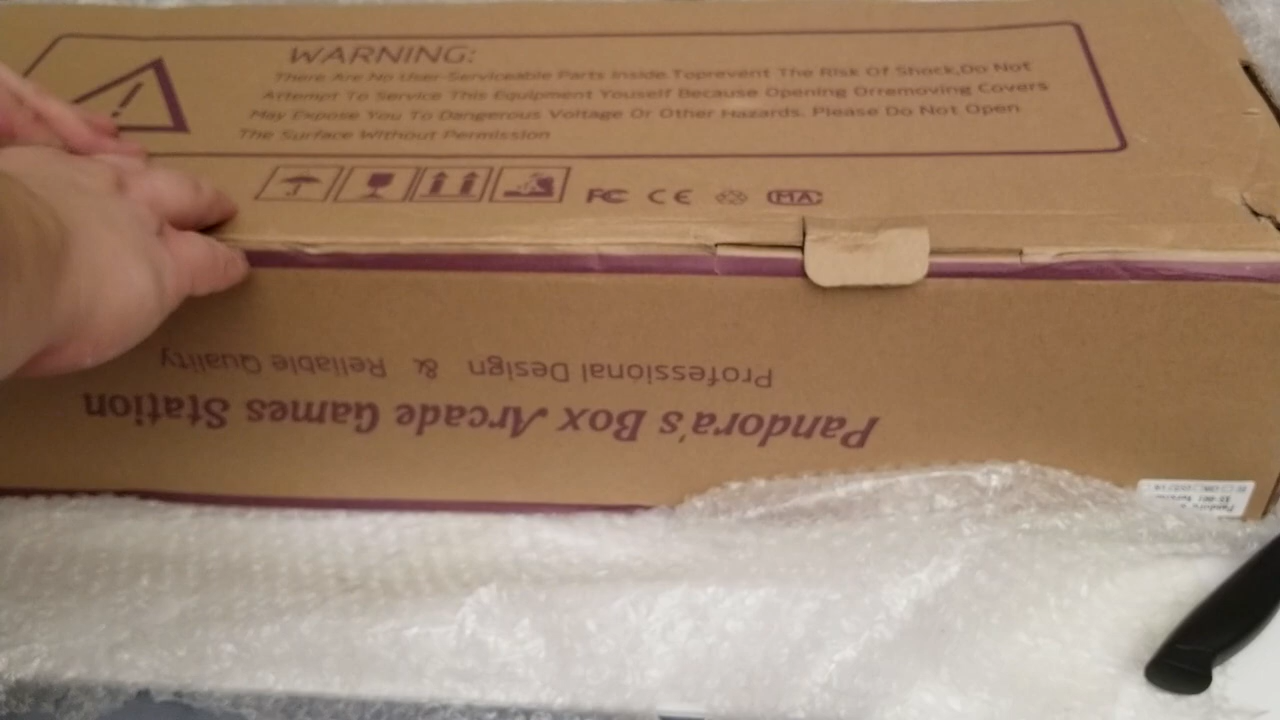 WARNING:
There Are No User-Serviceable Parts Inside.Toprevent The Risk Of Shock,Do Not
Attempt To Service This Equipment Youself Because Opening Orremoving Covers
May Expose You To Dangerous Voltage Or Other Hazards. Please Do Not Open
The Surface Without Permission
FC CE MA
Pandora's Box Arcade Games Station
Professional Design & Reliable Quality